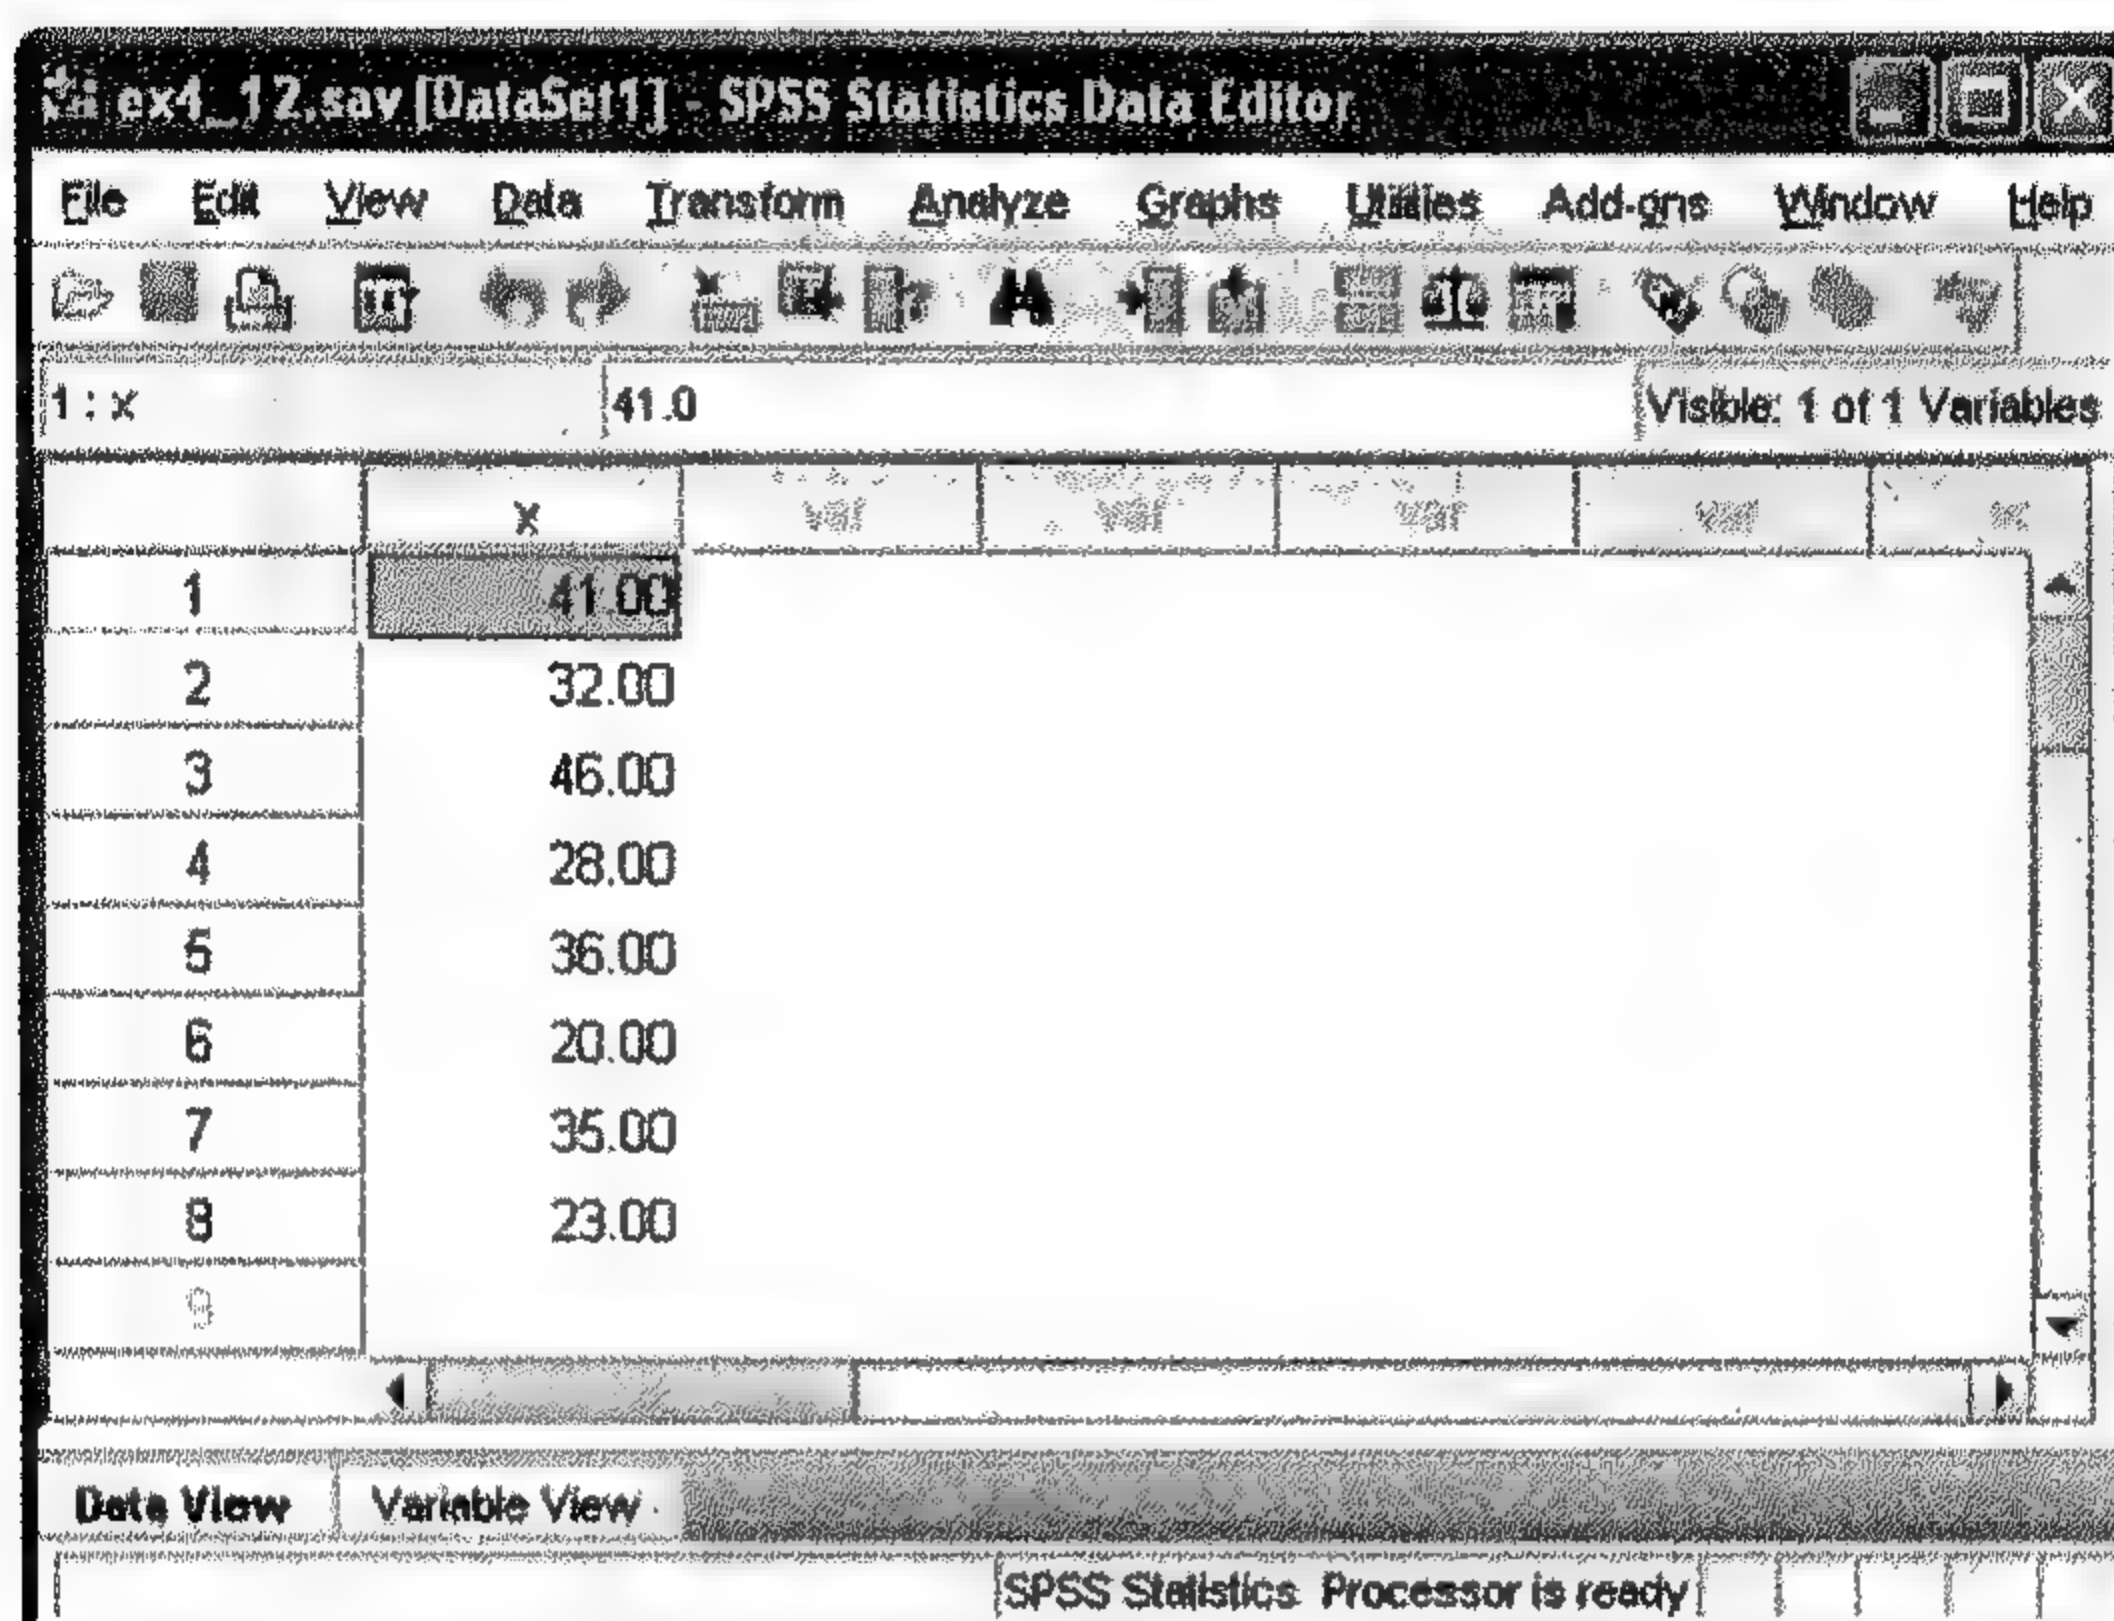 ex4_12.sav [DataSet1] - SPSS Statistics Data Editor
File Edit View Data Transform Analyze Graphs Utilities Add-ons Window Help
1 : x 41.0 Visible: 1 of 1 Variables
x var var var var
1 41.00
2 32.00
3 46.00
4 28.00
5 36.00
6 20.00
7 35.00
8 23.00
9
Data View Variable View
SPSS Statistics Processor is ready